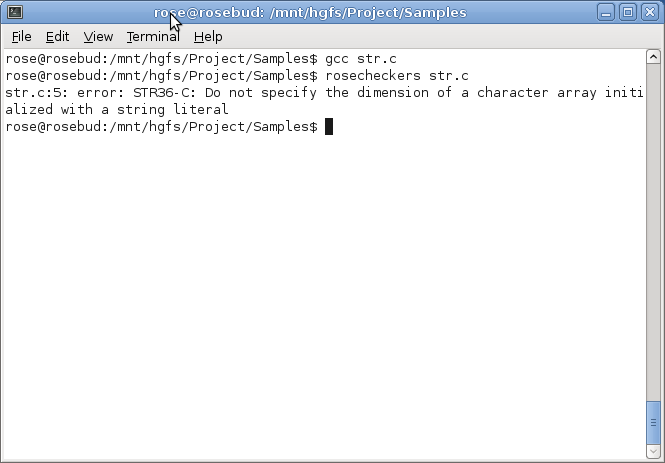 rose@rosebud: /mnt/hgfs/Project/Samples
File Edit View Terminal Help
rose@rosebud:/mnt/hgfs/Project/Samples$ gcc str.c
rose@rosebud:/mnt/hgfs/Project/Samples$ rosecheckers str.c
str.c:5: error: STR36-C: Do not specify the dimension of a character array initi
alized with a string literal
rose@rosebud:/mnt/hgfs/Project/Samples$